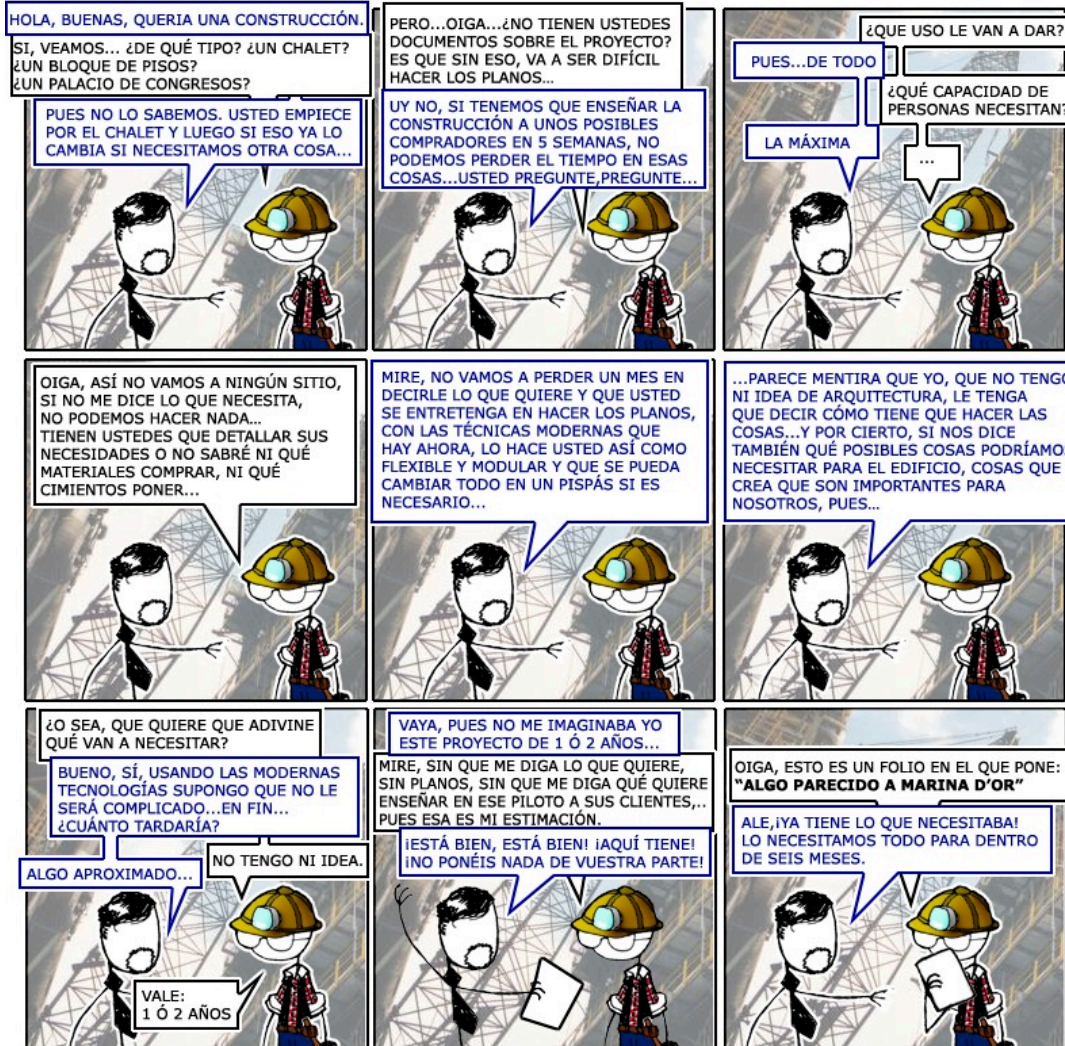 HOLA, BUENAS, QUERIA UNA CONSTRUCCIÓN.
SI, VEAMOS... ¿DE QUÉ TIPO? ¿UN CHALET?
¿UN BLOQUE DE PISOS?
¿UN PALACIO DE CONGRESOS?
PUES NO LO SABEMOS. USTED EMPIECE
POR EL CHALET Y LUEGO SI ESO YA LO
CAMBIA SI NECESITAMOS OTRA COSA...
PERO...OIGA...¿NO TIENEN USTEDES
DOCUMENTOS SOBRE EL PROYECTO?
ES QUE SIN ESO, VA A SER DIFÍCIL
HACER LOS PLANOS...
UY NO, SI TENEMOS QUE ENSEÑAR LA
CONSTRUCCIÓN A UNOS POSIBLES
COMPRADORES EN 5 SEMANAS, NO
PODEMOS PERDER EL TIEMPO EN ESAS
COSAS...USTED PREGUNTE,PREGUNTE...
¿QUE USO LE VAN A DAR?
PUES...DE TODO
¿QUÉ CAPACIDAD DE
PERSONAS NECESITAN?
LA MÁXIMA
...
OIGA, ASÍ NO VAMOS A NINGÚN SITIO,
SI NO ME DICE LO QUE NECESITA,
NO PODEMOS HACER NADA...
TIENEN USTEDES QUE DETALLAR SUS
NECESIDADES O NO SABRÉ NI QUÉ
MATERIALES COMPRAR, NI QUÉ
CIMIENTOS PONER...
MIRE, NO VAMOS A PERDER UN MES EN
DECIRLE LO QUE QUIERE Y QUE USTED
SE ENTRETENGA EN HACER LOS PLANOS,
CON LAS TÉCNICAS MODERNAS QUE
HAY AHORA, LO HACE USTED ASÍ COMO
FLEXIBLE Y MODULAR Y QUE SE PUEDA
CAMBIAR TODO EN UN PISPÁS SI ES
NECESARIO...
...PARECE MENTIRA QUE YO, QUE NO TENGO
NI IDEA DE ARQUITECTURA, LE TENGA
QUE DECIR CÓMO TIENE QUE HACER LAS
COSAS...Y POR CIERTO, SI NOS DICE
TAMBIÉN QUÉ POSIBLES COSAS PODRÍAMOS
NECESITAR PARA EL EDIFICIO, COSAS QUE
CREA QUE SON IMPORTANTES PARA
NOSOTROS, PUES...
¿O SEA, QUE QUIERE QUE ADIVINE
QUÉ VAN A NECESITAR?
BUENO, SÍ, USANDO LAS MODERNAS
TECNOLOGÍAS SUPONGO QUE NO LE
SERÁ COMPLICADO...EN FIN...
¿CUÁNTO TARDARÍA?
NO TENGO NI IDEA.
ALGO APROXIMADO...
VALE:
1 Ó 2 AÑOS
VAYA, PUES NO ME IMAGINABA YO
ESTE PROYECTO DE 1 Ó 2 AÑOS...
MIRE, SIN QUE ME DIGA LO QUE QUIERE,
SIN PLANOS, SIN QUE ME DIGA QUÉ QUIERE
ENSEÑAR EN ESE PILOTO A SUS CLIENTES,..
PUES ESA ES MI ESTIMACIÓN.
¡ESTÁ BIEN, ESTÁ BIEN! ¡AQUÍ TIENE!
¡NO PONÉIS NADA DE VUESTRA PARTE!
OIGA, ESTO ES UN FOLIO EN EL QUE PONE:
“ALGO PARECIDO A MARINA D’OR”
ALE,¡YA TIENE LO QUE NECESITABA!
LO NECESITAMOS TODO PARA DENTRO
DE SEIS MESES.